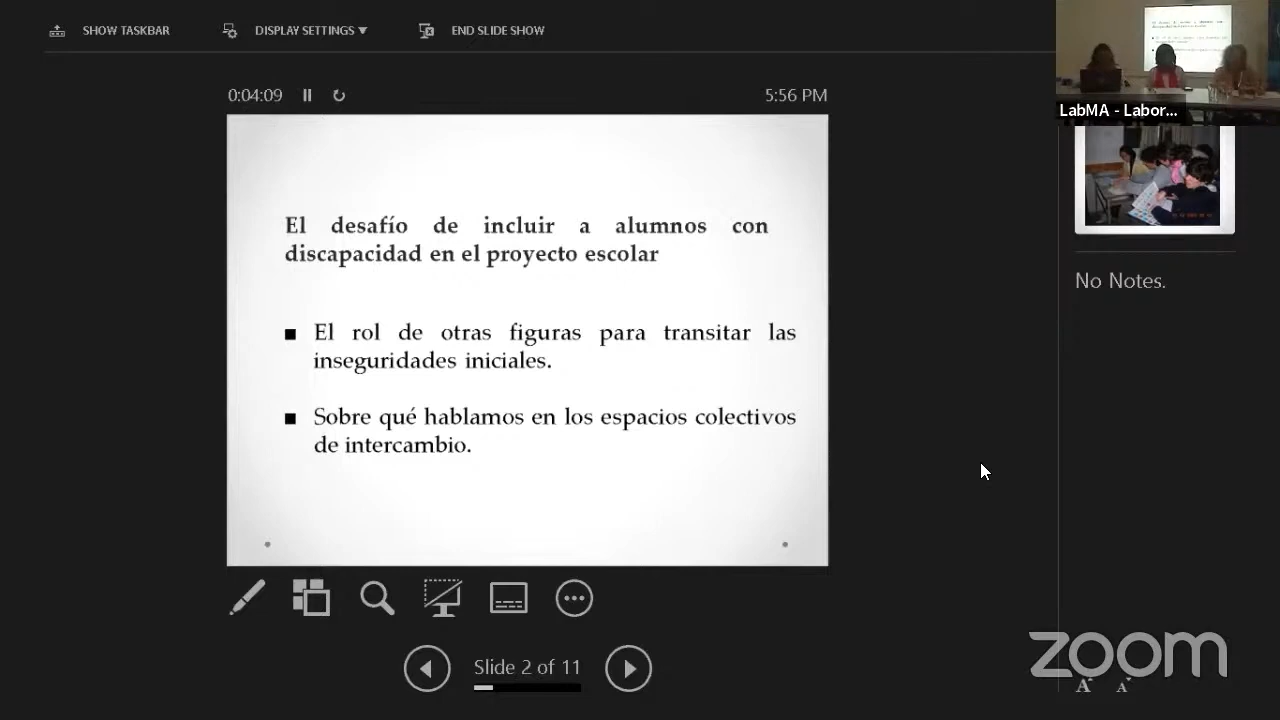 SHOW TASKBAR
DISPLAY SETTINGS
END SLIDE SHOW
LabMA - Labor...
0:04:09
5:56 PM
El desafío de incluir a alumnos con
discapacidad en el proyecto escolar
■ El rol de otras figuras para transitar las
inseguridades iniciales.
■ Sobre qué hablamos en los espacios colectivos
de intercambio.
No Notes.
Slide 2 of 11
zoom
A A